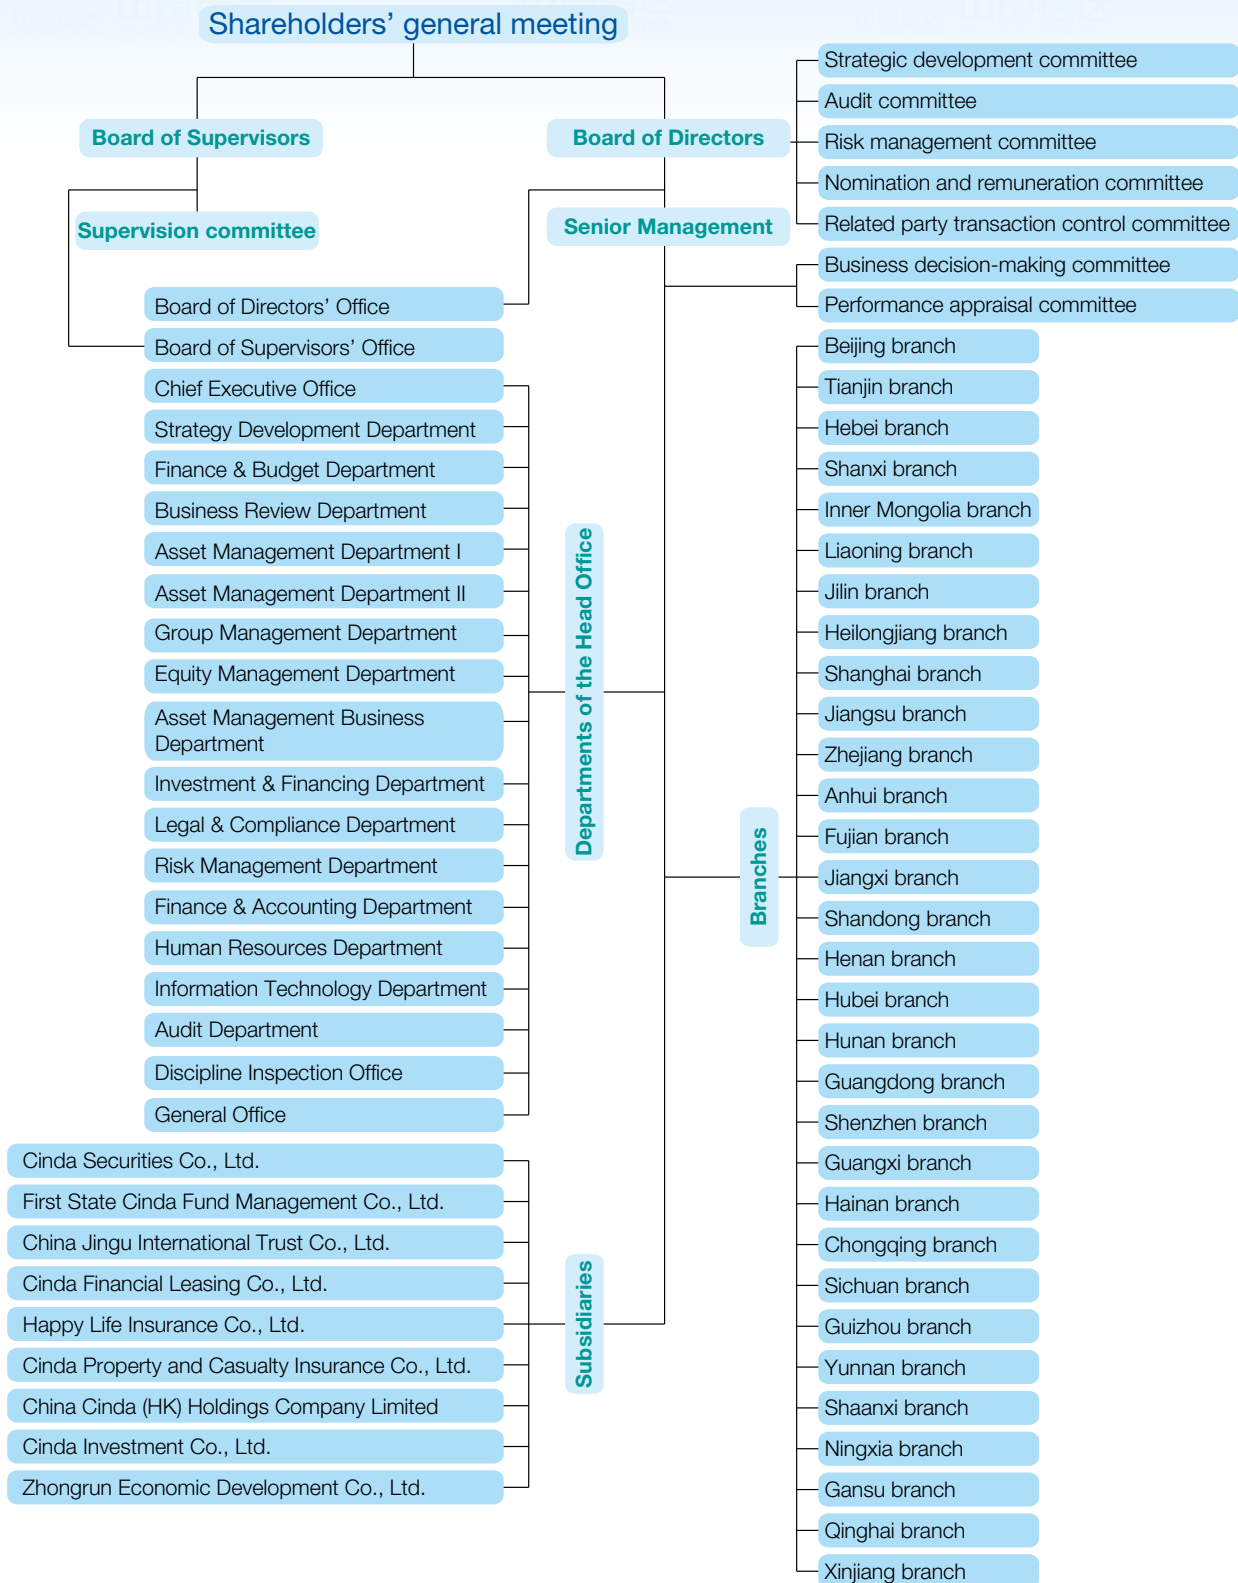 Shareholders’ general meeting
Board of Supervisors
Board of Directors
Supervision committee
Senior Management
Strategic development committee
Audit committee
Risk management committee
Nomination and remuneration committee
Related party transaction control committee
Business decision-making committee
Performance appraisal committee
Board of Directors’ Office
Board of Supervisors’ Office
Chief Executive Office
Strategy Development Department
Finance & Budget Department
Business Review Department
Asset Management Department I
Asset Management Department II
Group Management Department
Equity Management Department
Asset Management Business
Department
Investment & Financing Department
Legal & Compliance Department
Risk Management Department
Finance & Accounting Department
Human Resources Department
Information Technology Department
Audit Department
Discipline Inspection Office
General Office
Departments of the Head Office
Cinda Securities Co., Ltd.
First State Cinda Fund Management Co., Ltd.
China Jingu International Trust Co., Ltd.
Cinda Financial Leasing Co., Ltd.
Happy Life Insurance Co., Ltd.
Cinda Property and Casualty Insurance Co., Ltd.
China Cinda (HK) Holdings Company Limited
Cinda Investment Co., Ltd.
Zhongrun Economic Development Co., Ltd.
Subsidiaries
Branches
Beijing branch
Tianjin branch
Hebei branch
Shanxi branch
Inner Mongolia branch
Liaoning branch
Jilin branch
Heilongjiang branch
Shanghai branch
Jiangsu branch
Zhejiang branch
Anhui branch
Fujian branch
Jiangxi branch
Shandong branch
Henan branch
Hubei branch
Hunan branch
Guangdong branch
Shenzhen branch
Guangxi branch
Hainan branch
Chongqing branch
Sichuan branch
Guizhou branch
Yunnan branch
Shaanxi branch
Ningxia branch
Gansu branch
Qinghai branch
Xinjiang branch